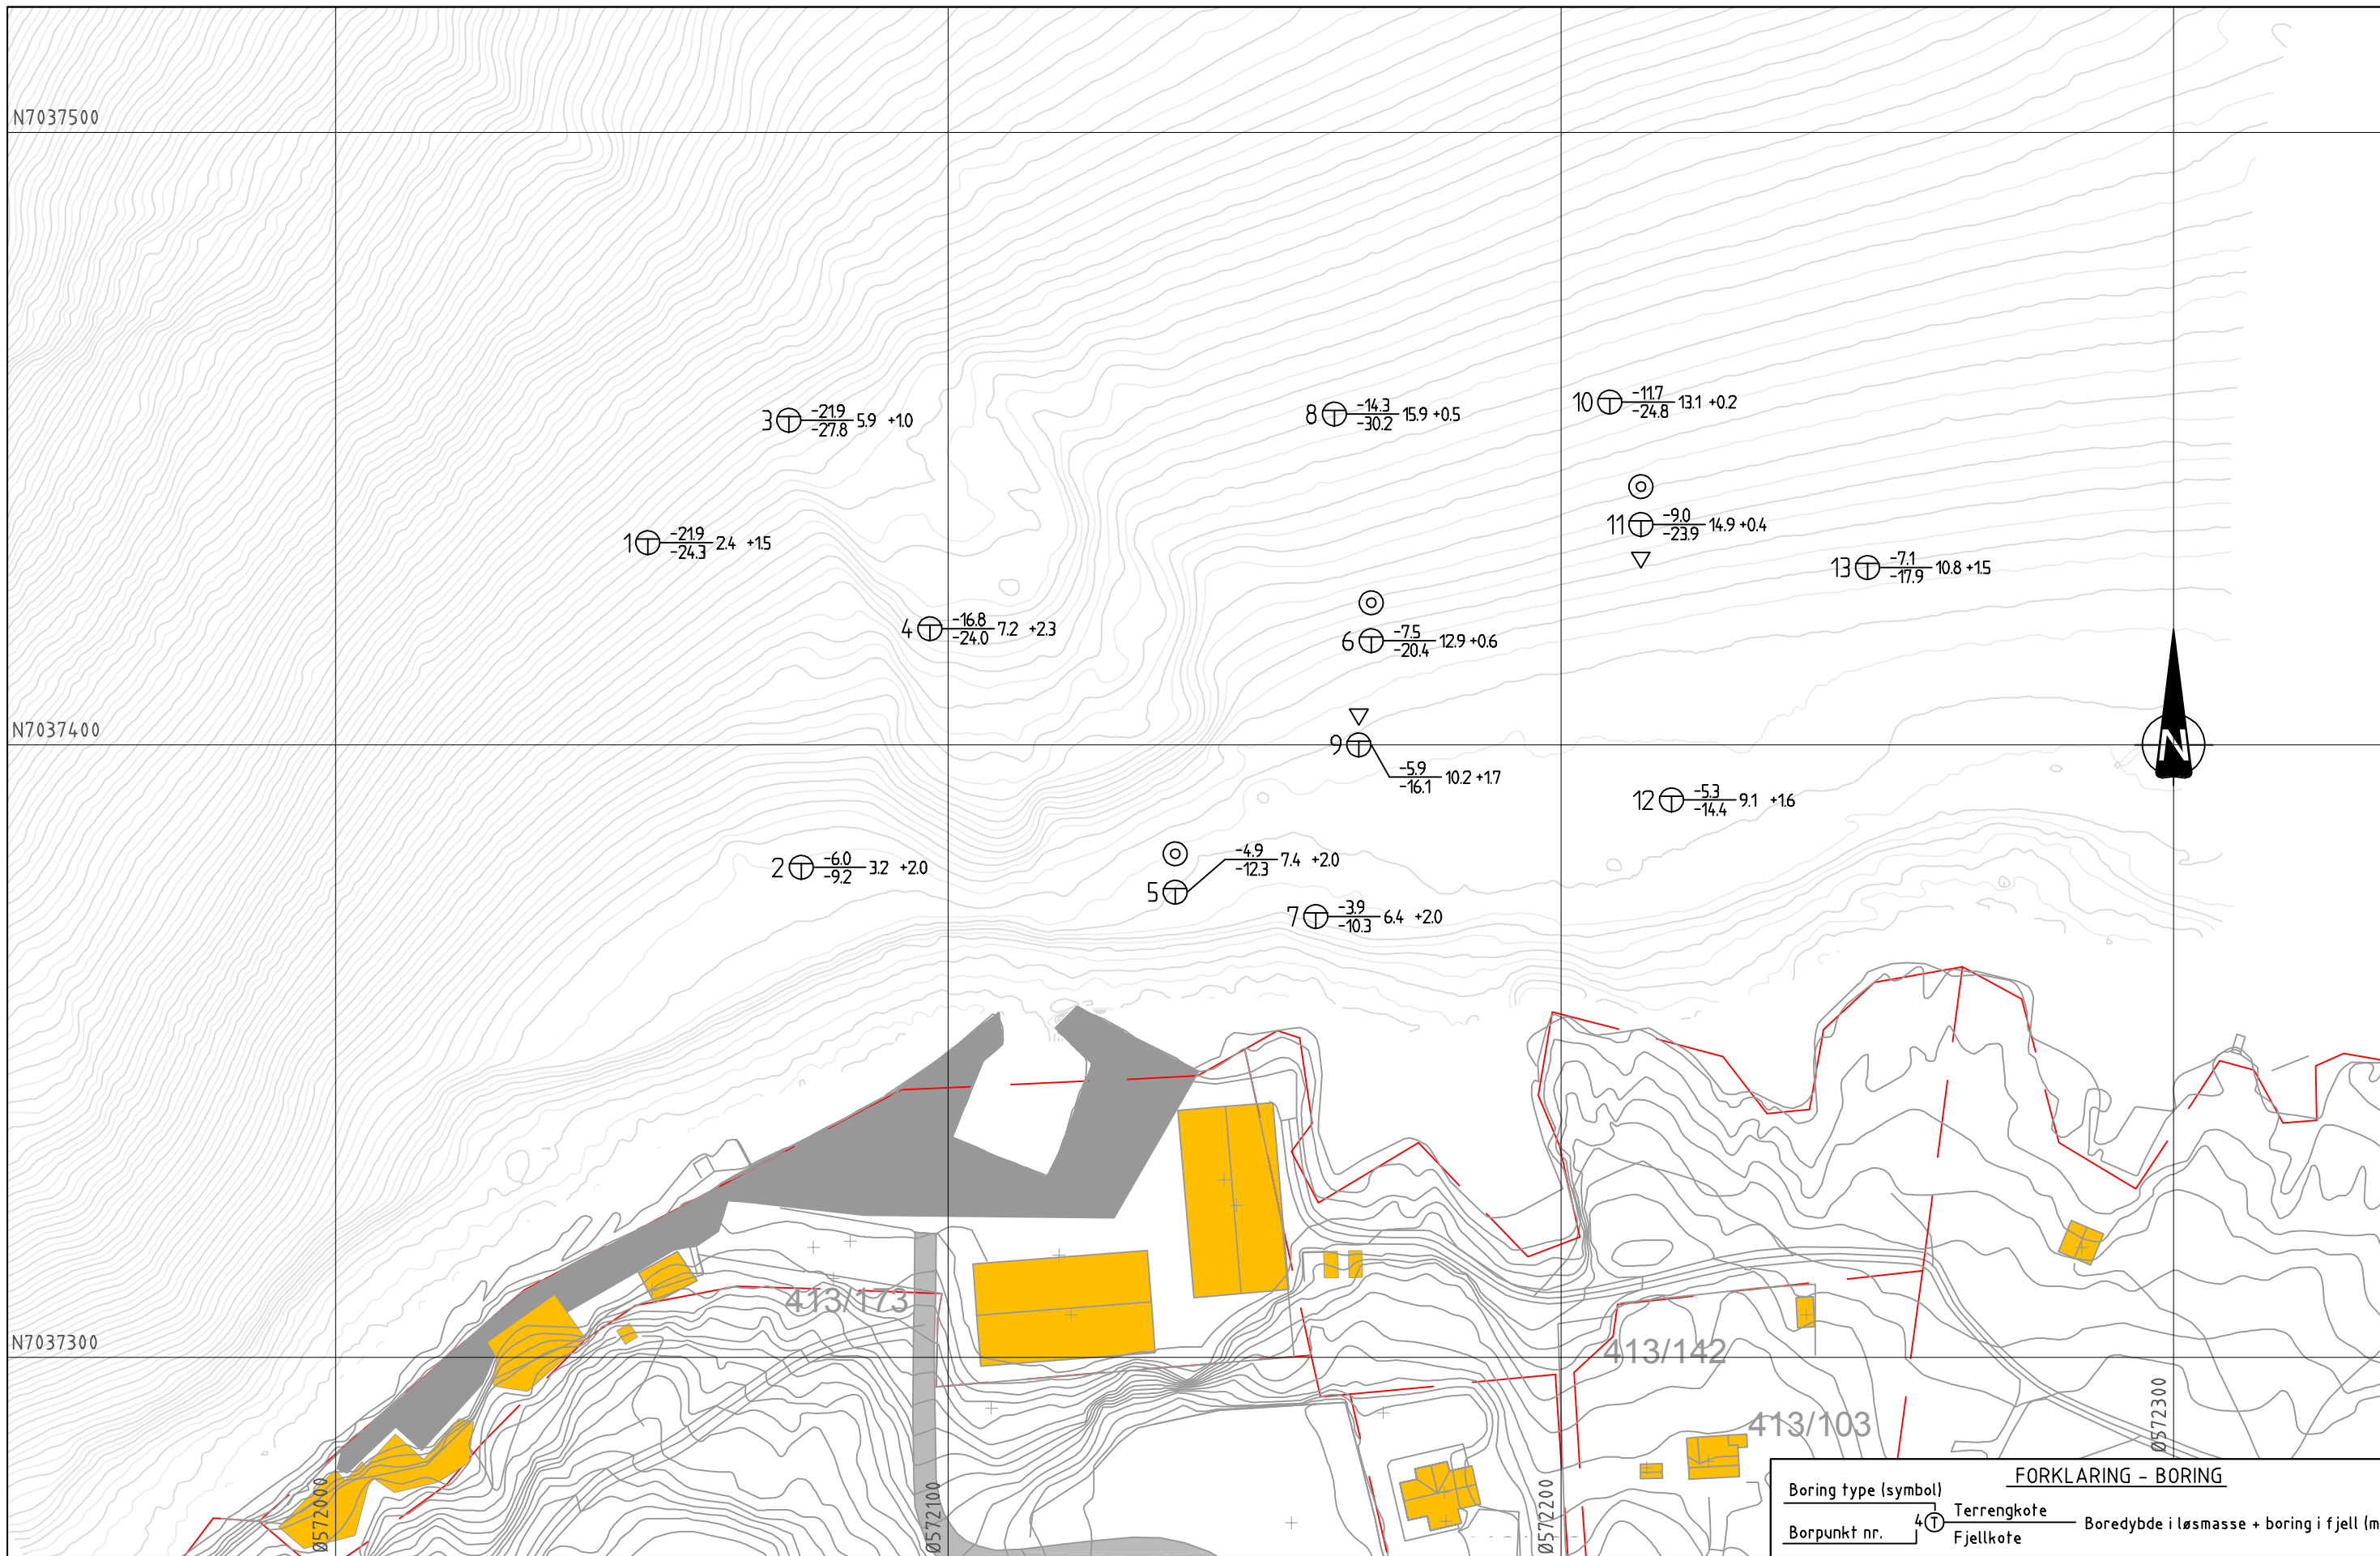 N7037500
10 -11.7 13.1 +0.2
-24.8
8 -14.3 15.9 +0.5
-30.2
3 -21.9 5.9 +1.0
-27.8
11 -9.0 14.9 +0.4
-23.9
1 -21.9 2.4 +1.5
-24.3
13 -7.1 10.8 +1.5
-17.9
4 -16.8 7.2 +2.3
-24.0
6 -7.5 12.9 +0.6
-20.4
N7037400
N
9
-5.9 10.2 +1.7
-16.1
12 -5.3 9.1 +1.6
-14.4
2 -6.0 3.2 +2.0
-9.2
-4.9 7.4 +2.0
-12.3
5
7 -3.9 6.4 +2.0
-10.3
413/173
N7037300
413/142
413/103
Ø572000
Ø572100
Ø572200
Ø572300
FORKLARING - BORING
Boring type (symbol)
Terrengkote
4 T Boredybde i løsmasse + boring i fjell (m
Borpunkt nr.
Fjellkote